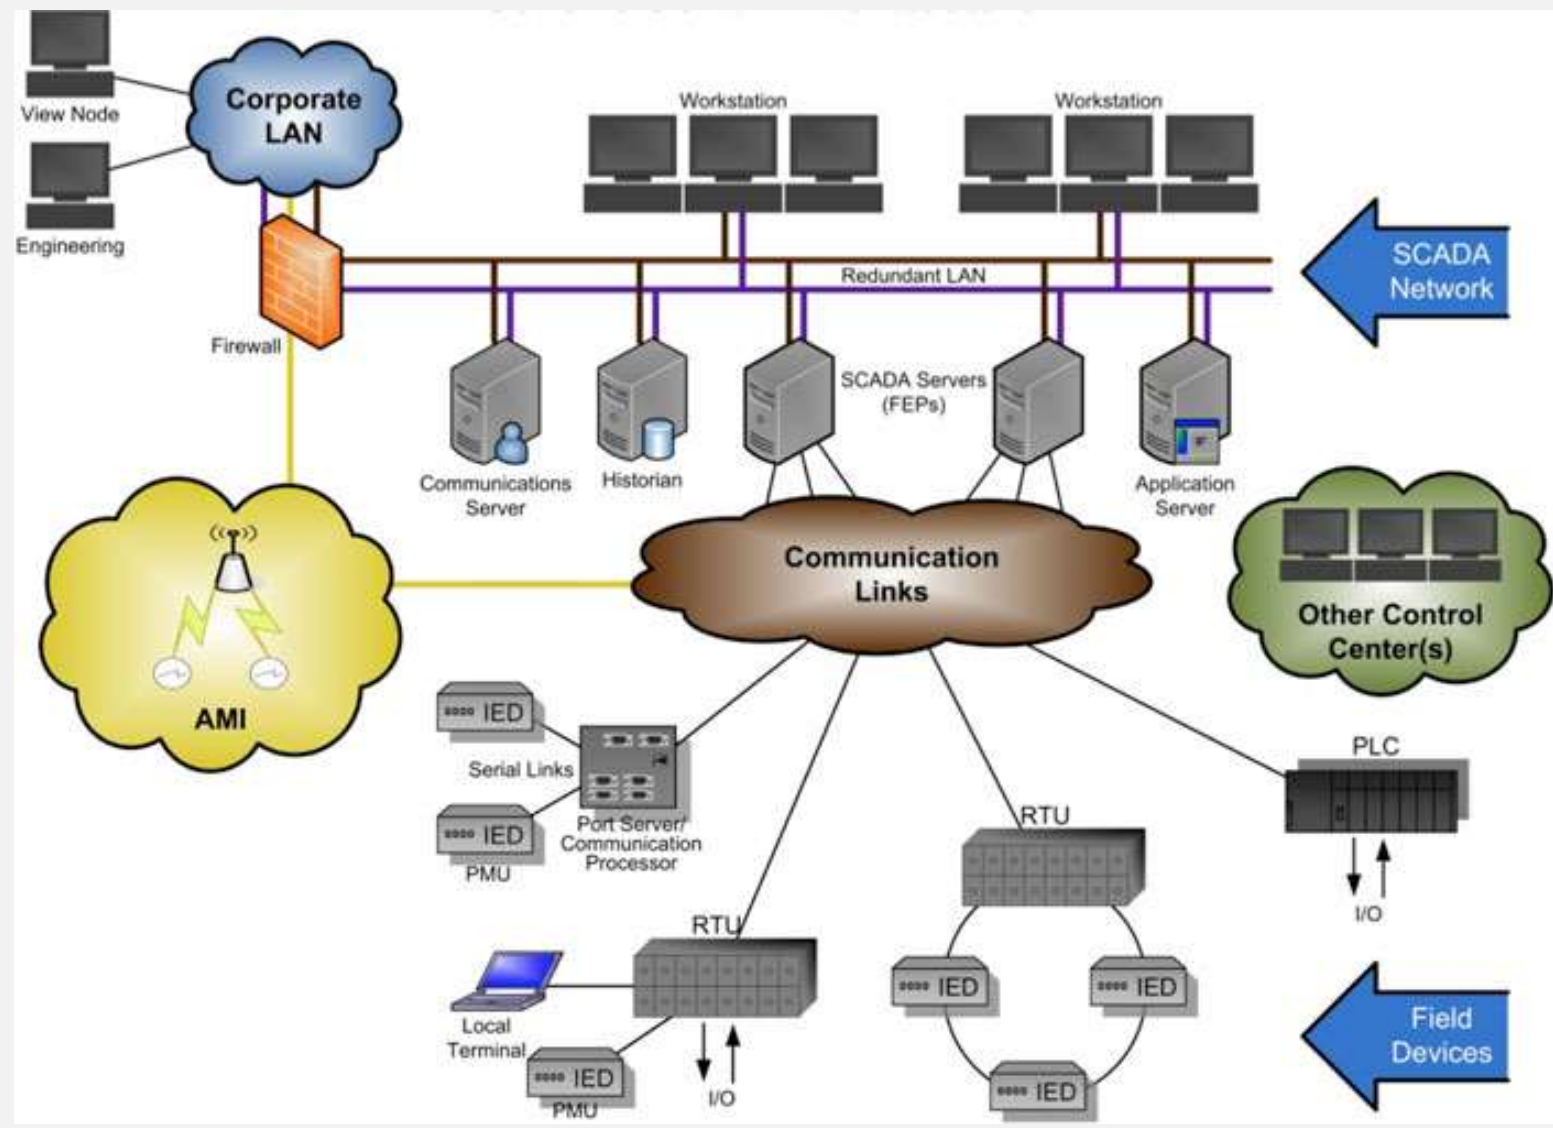 View Node
Corporate
LAN
Engineering
Workstation
Workstation
SCADA
Network
Redundant LAN
Firewall
SCADA Servers
(FEPs)
Communications
Server
Historian
Application
Server
Communication
Links
Other Control
Center(s)
AMI
IED
Serial Links
IED
PMU
Port Server/
Communication
Processor
PLC
I/O
RTU
RTU
Local
Terminal
IED
PMU
I/O
IED
IED
IED
Field
Devices